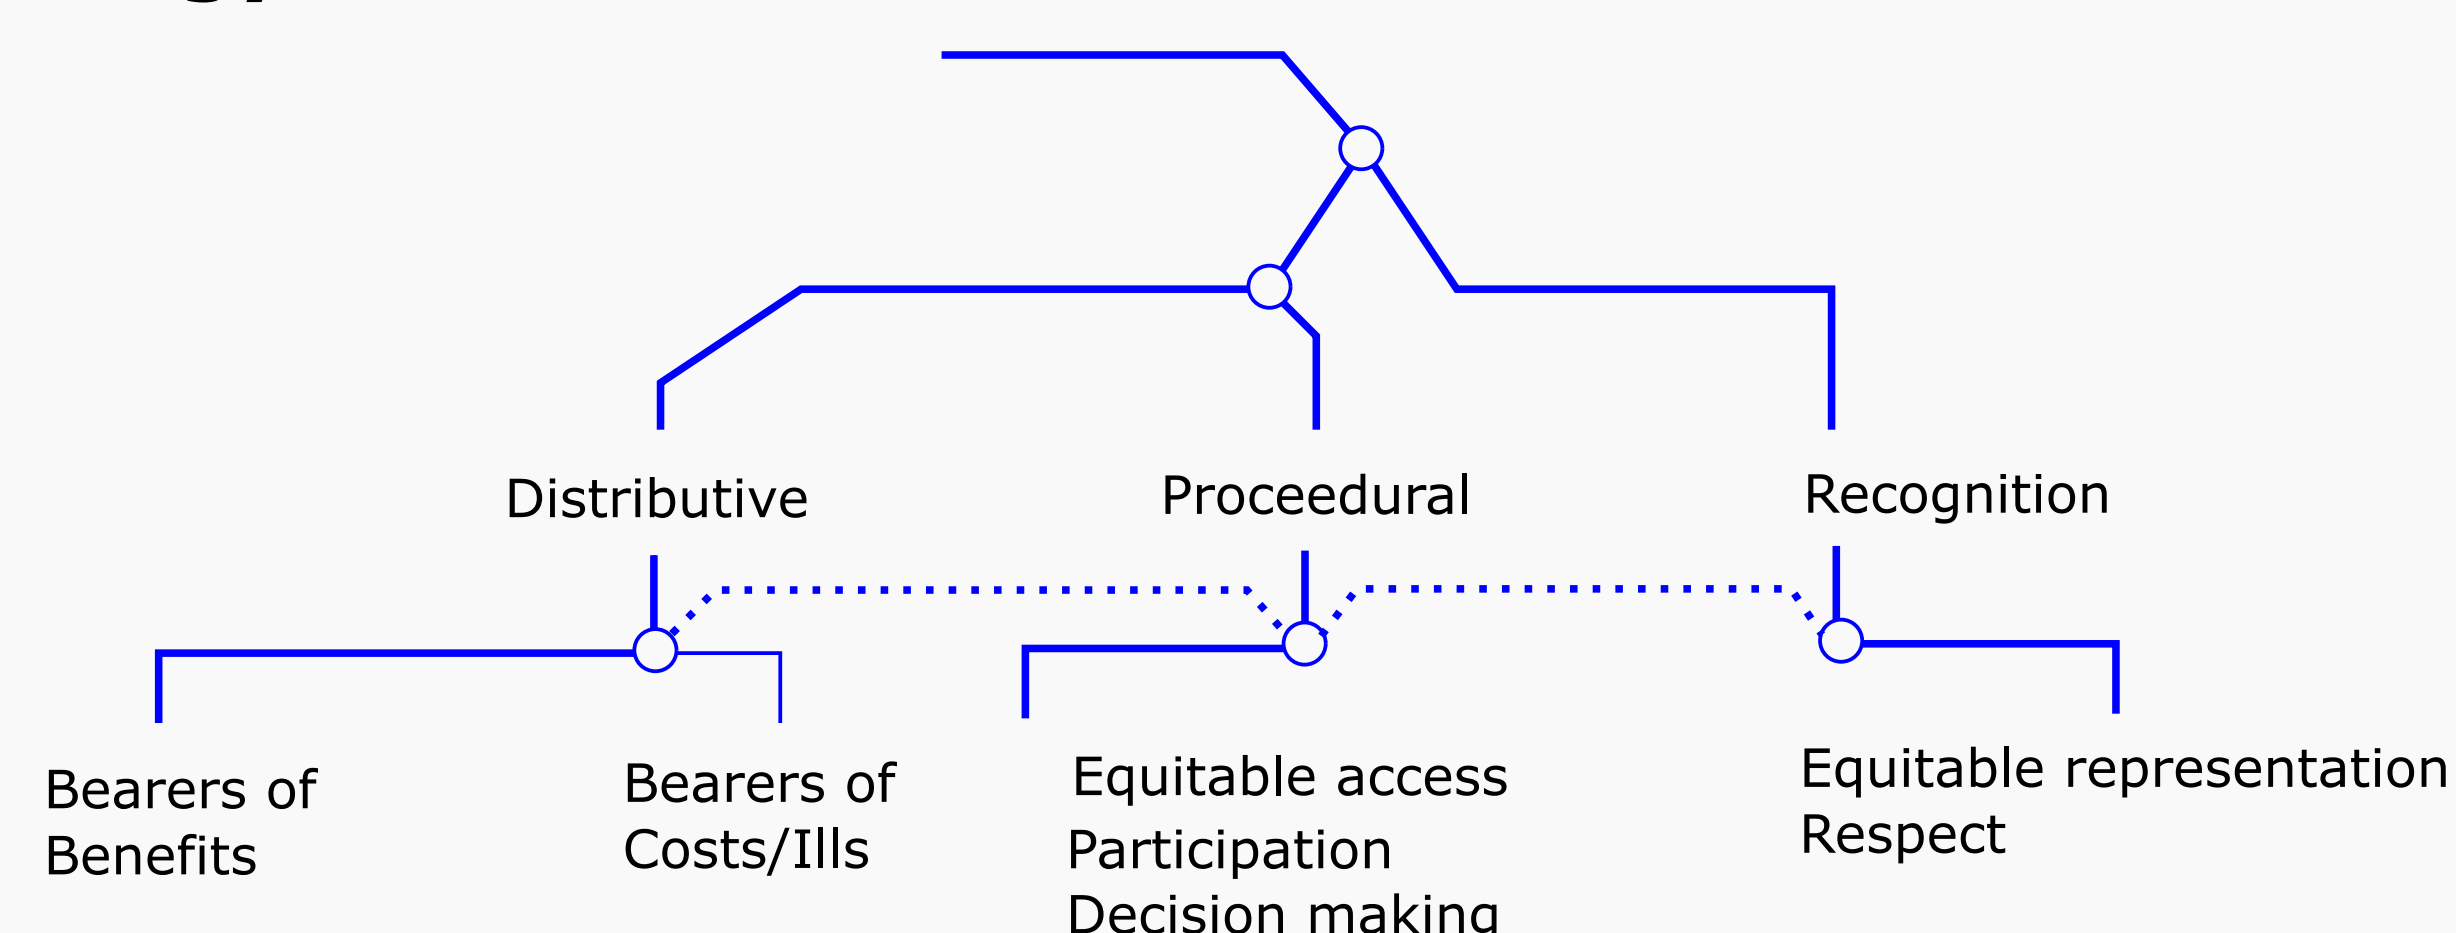 Distributive
Proceedural
Recognition
Bearers of
Benefits
Bearers of
Costs/Ills
Equitable access
Participation
Decision making
Equitable representation
Respect